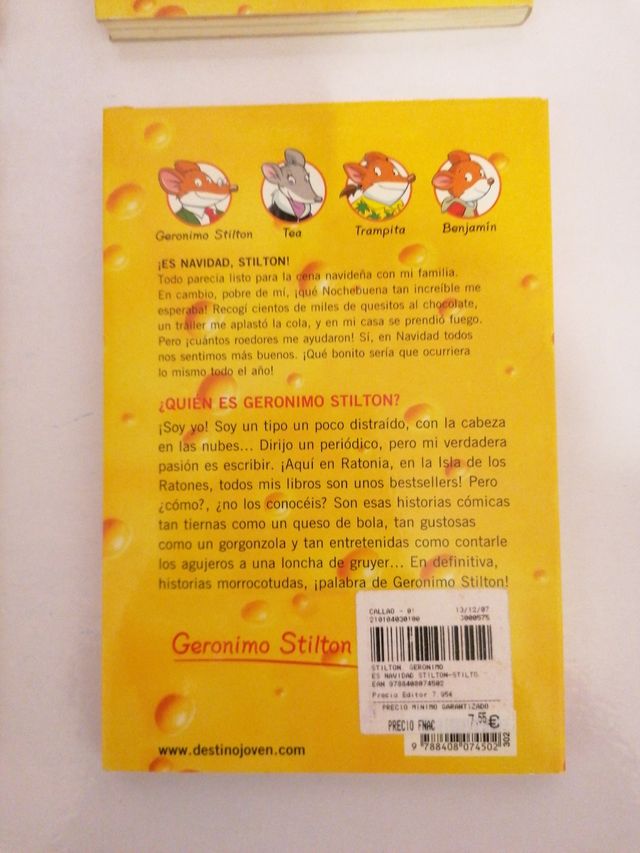 Geronimo Stilton
Tea
Trampita
Benjamín
¡ES NAVIDAD, STILTON!
Todo parecía listo para la cena navideña con mi familia.
En cambio, pobre de mí, ¡qué Nochebuena tan increíble me
esperaba! Recogí cientos de miles de quesitos al chocolate,
un tráiler me aplastó la cola, y en mi casa se prendió fuego.
Pero ¡cuántos roedores me ayudaron! Sí, en Navidad todos
nos sentimos más buenos. ¡Qué bonito sería que ocurriera
lo mismo todo el año!
¿QUIÉN ES GERONIMO STILTON?
¡Soy yo! Soy un tipo un poco distraído, con la cabeza
en las nubes... Dirijo un periódico, pero mi verdadera
pasión es escribir. ¡Aquí en Ratonia, en la Isla de los
Ratones, todos mis libros son unos bestsellers! Pero
¿cómo?, ¿no los conocéis? Son esas historias cómicas
tan tiernas como un queso de bola, tan gustosas
como un gorgonzola y tan entretenidas como contarle
los agujeros a una loncha de gruyer... En definitiva,
historias morrocotudas, ¡palabra de Geronimo Stilton!
Geronimo Stilton
CALLAO - 01 13/12/07
210104030100 3000575
STILTON, GERONIMO
ES NAVIDAD STILTON-STILTO
EAN 9788408074502
Precio Editor 7.95€
PRECIO MINIMO GARANTIZADO
PRECIO FNAC 7,55€
9 788408 074502
302
www.destinojoven.com